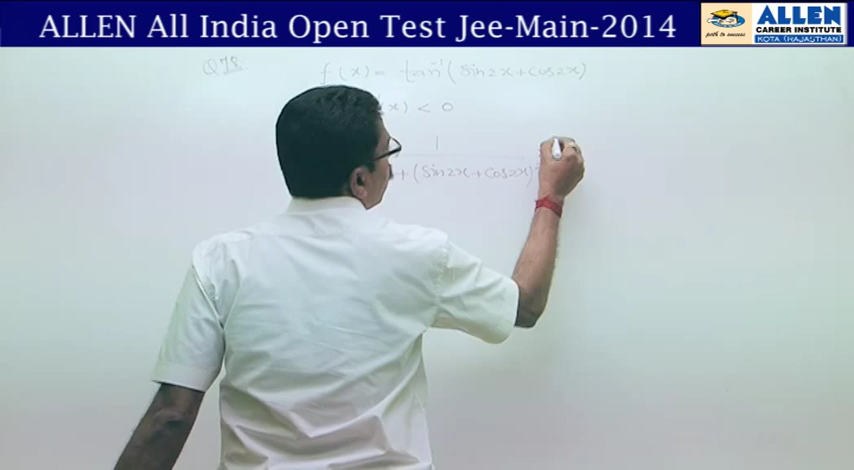 ALLEN All India Open Test Jee-Main-2014
path to success
ALLEN
CAREER INSTITUTE
KOTA (RAJASTHAN)
Q78.
f(x) = tan⁻¹(Sin2x+Cos2x)
(x) < 0
1
+(Sin2x+Cos2x)²